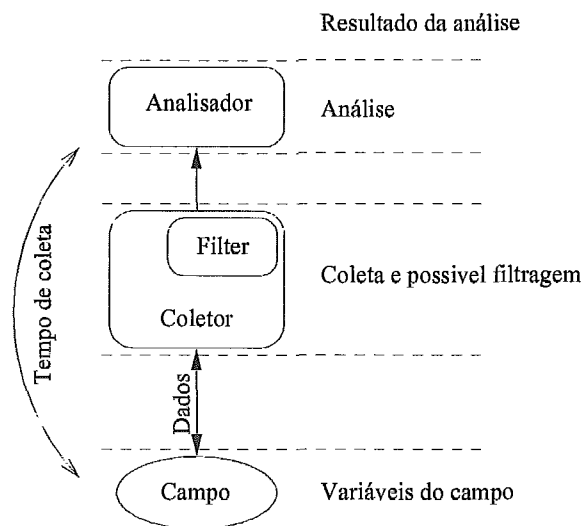 Resultado da análise
Analisador
Análise
Filter
Coletor
Coleta e possivel filtragem
Tempo de coleta
Dados
Campo
Variáveis do campo